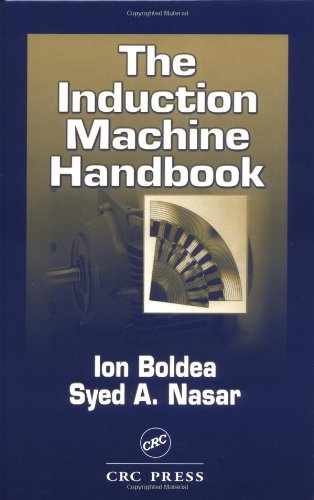 The
Induction
Machine
Handbook
Ion Boldea
Syed A. Nasar
CRC
CRC PRESS